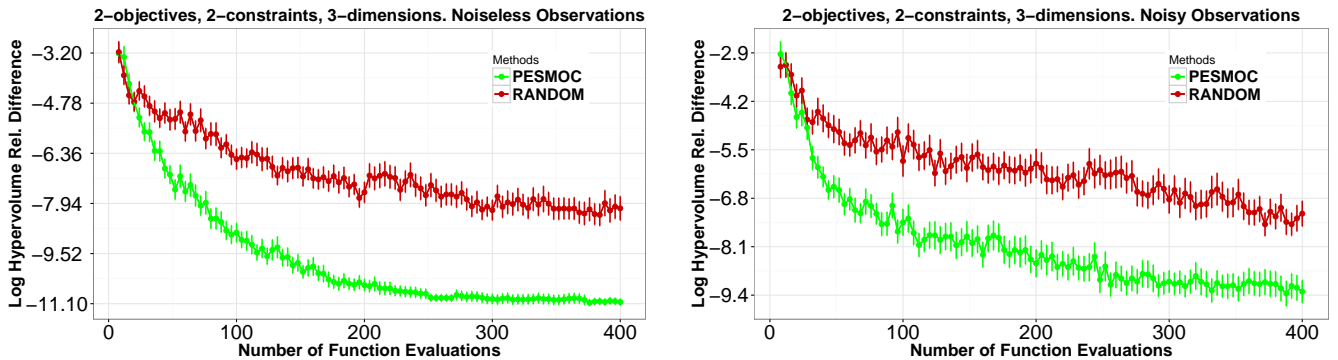 2−objectives, 2−constraints, 3−dimensions. Noiseless Observations
Log Hypervolume Rel. Difference
−3.20
−4.78
−6.36
−7.94
−9.52
−11.10
Methods
PESMOC
RANDOM
0
100
200
300
400
Number of Function Evaluations
2−objectives, 2−constraints, 3−dimensions. Noisy Observations
Log Hypervolume Rel. Difference
−2.9
−4.2
−5.5
−6.8
−8.1
−9.4
Methods
PESMOC
RANDOM
0
100
200
300
400
Number of Function Evaluations